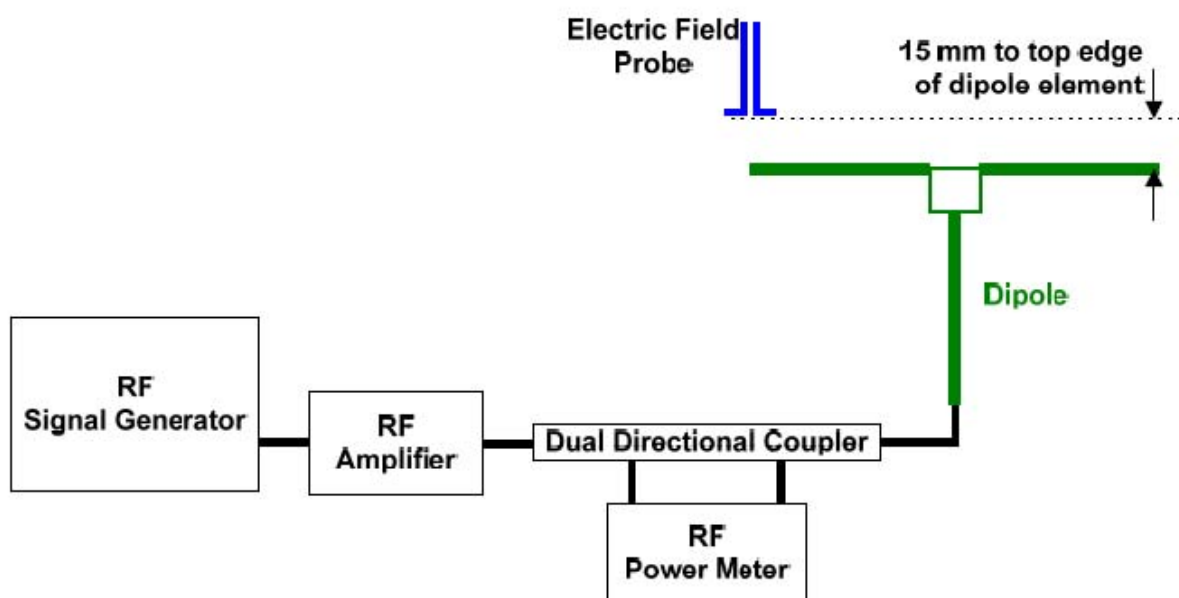 Electric Field
Probe
15 mm to top edge
of dipole element
Dipole
RF
Signal Generator
RF
Amplifier
Dual Directional Coupler
RF
Power Meter